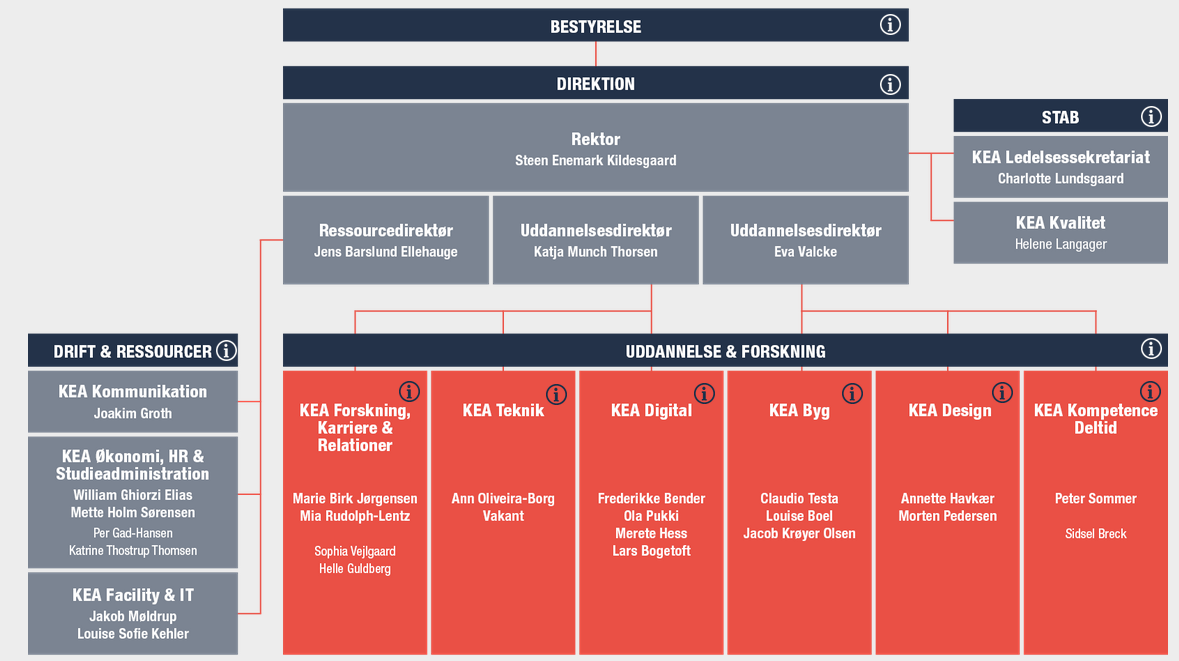 BESTYRELSE
DIREKTION
Rektor
Steen Enemark Kildesgaard
Ressourcedirektør
Jens Barslund Ellehauge
Uddannelsesdirektør
Katja Munch Thorsen
Uddannelsesdirektør
Eva Valcke
STAB
KEA Ledelsessekretariat
Charlotte Lundsgaard
KEA Kvalitet
Helene Langager
DRIFT & RESSOURCER
KEA Kommunikation
Joakim Groth
KEA Økonomi, HR &
Studieadministration
William Ghiorzi Elias
Mette Holm Sørensen
Per Gad-Hansen
Katrine Thostrup Thomsen
KEA Facility & IT
Jakob Møldrup
Louise Sofie Kehler
UDDANNELSE & FORSKNING
KEA Forskning,
Karriere &
Relationer
Marie Birk Jørgensen
Mia Rudolph-Lentz
Sophia Vejlgaard
Helle Guldberg
KEA Teknik
Ann Oliveira-Borg
Vakant
KEA Digital
Frederikke Bender
Ola Pukki
Merete Hess
Lars Bogetoft
KEA Byg
Claudio Testa
Louise Boel
Jacob Krøyer Olsen
KEA Design
Annette Havkær
Morten Pedersen
KEA Kompetence
Deltid
Peter Sommer
Sidsel Breck